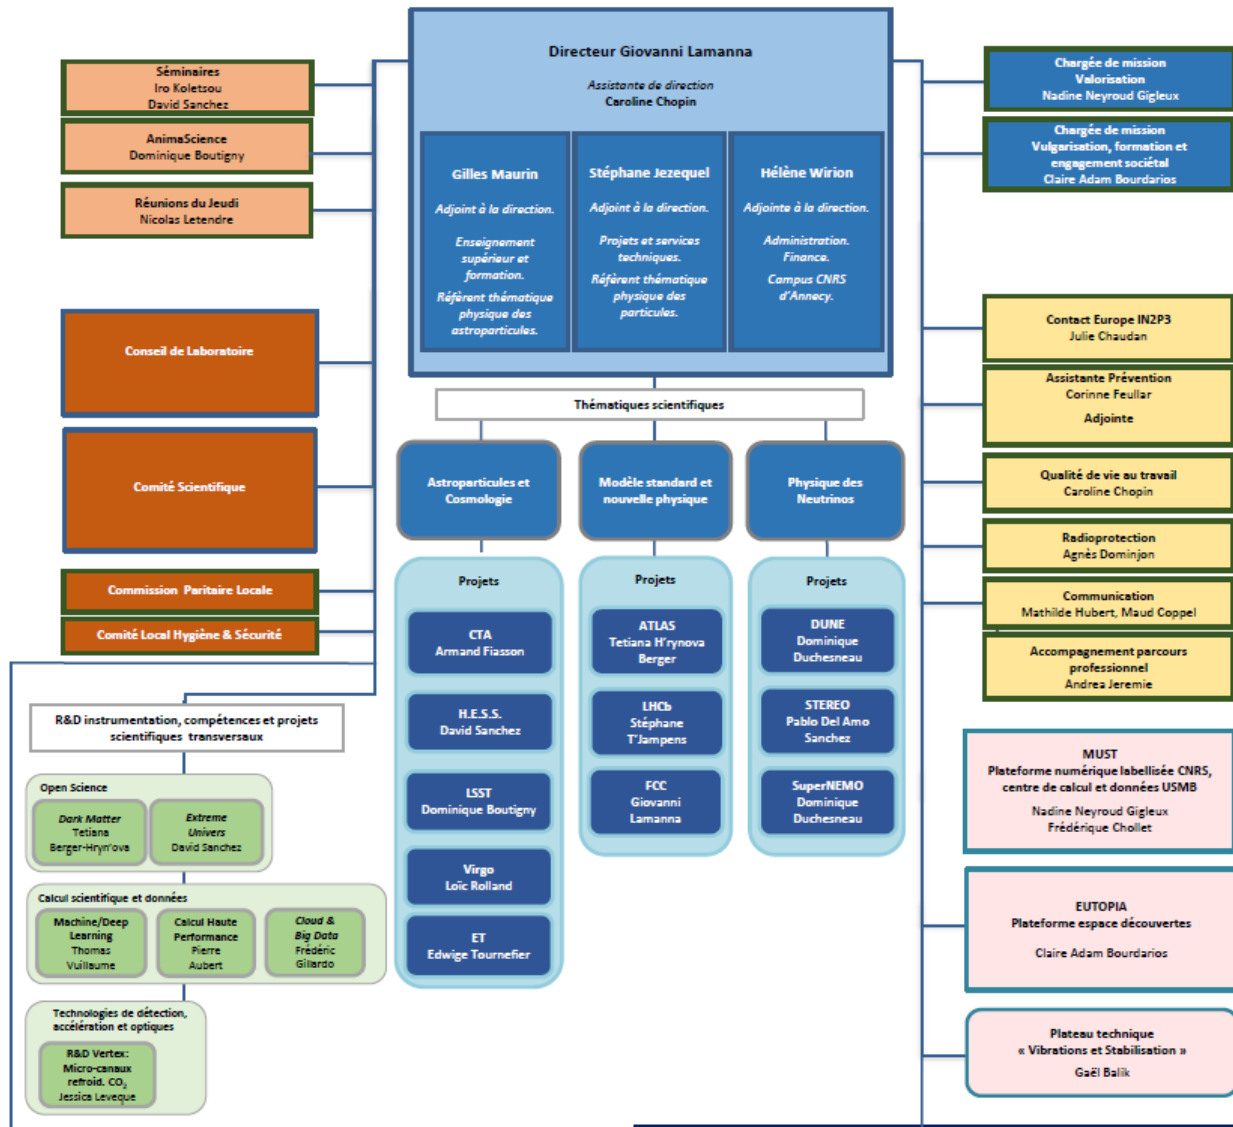 Directeur Giovanni Lamanna
Assistante de direction
Caroline Chopin
Gilles Maurin
Adjoint à la direction.
Enseignement
supérieur et
formation.
Référent thématique
physique des
astroparticules.
Stéphane Jezequel
Adjoint à la direction.
Projets et services
techniques.
Référent thématique
physique des
particules.
Hélène Wirion
Adjointe à la direction.
Administration.
Finance.
Campus CNRS
d'Annecy.
Séminaires
Iro Koletsou
David Sanchez
AnimaScience
Dominique Boutigny
Réunions du Jeudi
Nicolas Letendre
Conseil de Laboratoire
Comité Scientifique
Commission Paritaire Locale
Comité Local Hygiène & Sécurité
Chargée de mission
Valorisation
Nadine Neyroud Gigleux
Chargée de mission
Vulgarisation, formation et
engagement sociétal
Claire Adam Bourdarios
Contact Europe IN2P3
Julie Chaudan
Assistante Prévention
Corinne Feullar
Adjointe
Qualité de vie au travail
Caroline Chopin
Radioprotection
Agnès Dominjon
Communication
Mathilde Hubert, Maud Coppel
Accompagnement parcours
professionnel
Andrea Jeremie
Thématiques scientifiques
Astroparticules et
Cosmologie
Projets
CTA
Armand Fiasson
H.E.S.S.
David Sanchez
LSST
Dominique Boutigny
Virgo
Loïc Rolland
ET
Edwige Tournefier
Modèle standard et
nouvelle physique
Projets
ATLAS
Tetiana H'rynova
Berger
LHCb
Stéphane
T'Jampens
FCC
Giovanni
Lamanna
Physique des
Neutrinos
Projets
DUNE
Dominique
Duchesneau
STEREO
Pablo Del Amo
Sanchez
SuperNEMO
Dominique
Duchesneau
R&D instrumentation, compétences et projets
scientifiques transversaux
Open Science
Dark Matter
Tetiana
Berger-Hryn'ova
Extreme
Univers
David Sanchez
Calcul scientifique et données
Machine/Deep
Learning
Thomas
Vuillaume
Calcul Haute
Performance
Pierre
Aubert
Cloud &
Big Data
Frédéric
Gillardo
Technologies de détection,
accélération et optiques
R&D Vertex:
Micro-canaux
refroid. CO₂
Jessica Leveque
MUST
Plateforme numérique labellisée CNRS,
centre de calcul et données USMB
Nadine Neyroud Gigleux
Frédérique Chollet
EUTOPIA
Plateforme espace découvertes
Claire Adam Bourdarios
Plateau technique
« Vibrations et Stabilisation »
Gaël Balik